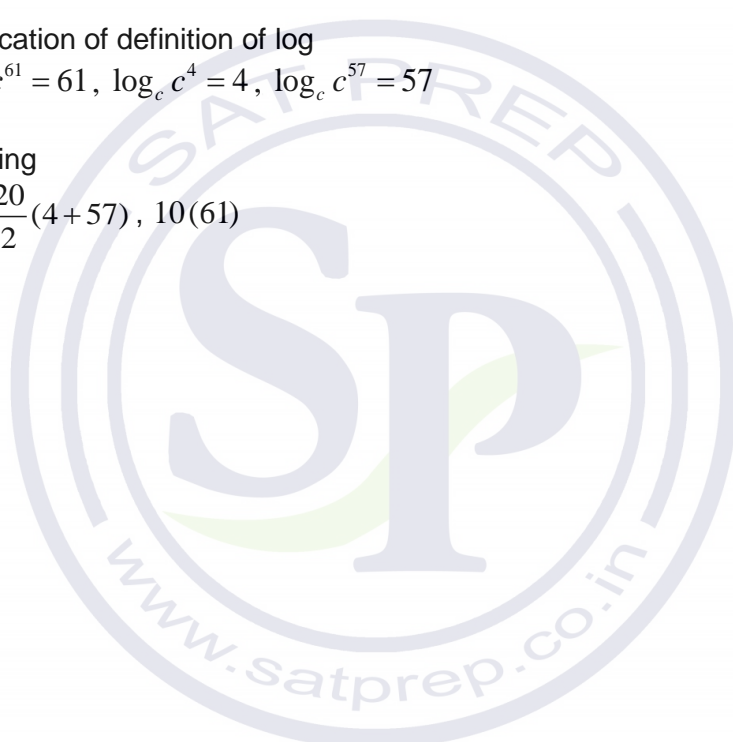 cation of definition of log
c^{61} = 61, log_c c^4 = 4, log_c c^{57} = 57
ing
20/2 (4 + 57), 10(61)
SAT PREP
SP
www.satprep.co.in